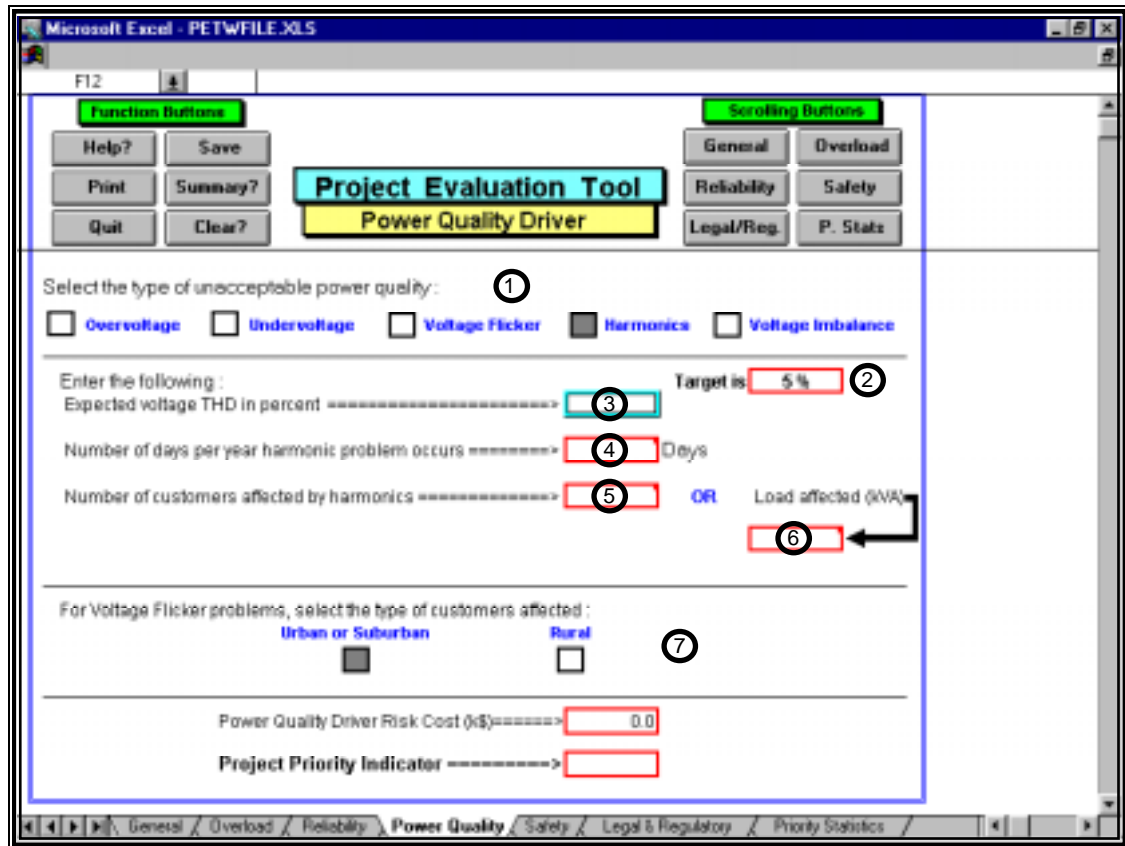 Microsoft Excel - PETWFILE.XLS
F12
Function Buttons
Scrolling Buttons
Help? Save
General Overload
Print Summary?
Project Evaluation Tool
Reliability Safety
Power Quality Driver
Quit Clear?
Legal/Reg. P. Stats
Select the type of unacceptable power quality : 1
Overvoltage Undervoltage Voltage Flicker Harmonics Voltage Imbalance
Enter the following : Target is 5 % 2
Expected voltage THD in percent =====================> 3
Number of days per year harmonic problem occurs ========> 4 Days
Number of customers affected by harmonics =============> 5 OR Load affected (kVA)
6
For Voltage Flicker problems, select the type of customers affected :
Urban or Suburban Rural
7
Power Quality Driver Risk Cost (k$)======> 0.0
Project Priority Indicator =========>
General Overload Reliability Power Quality Safety Legal & Regulatory Priority Statistics